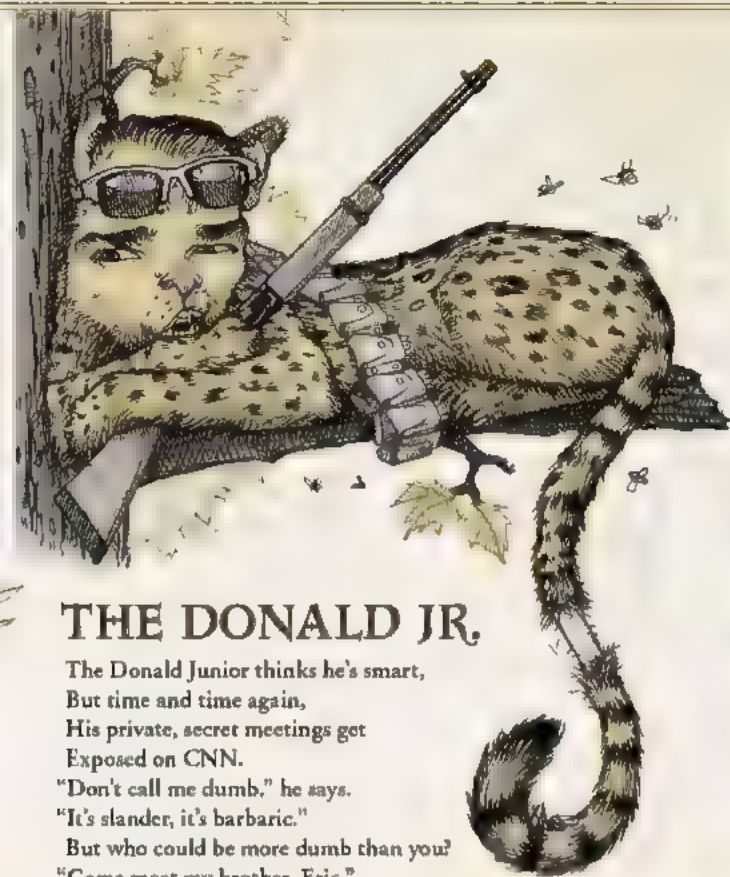 THE DONALD JR.
The Donald Junior thinks he's smart,
But time and time again,
His private, secret meetings get
Exposed on CNN.
"Don't call me dumb," he says.
"It's slander, it's barbaric."
But who could be more dumb than you?
"Come meet my brother, Eric."